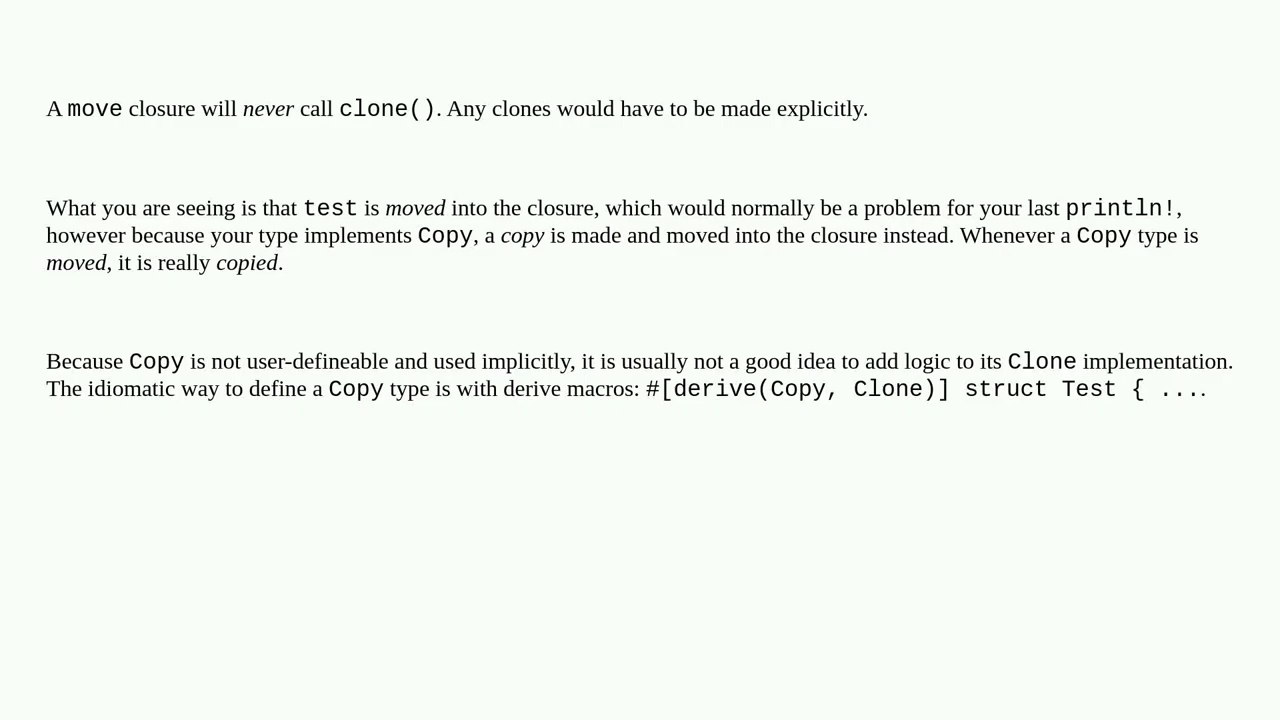 A move closure will never call clone(). Any clones would have to be made explicitly.
What you are seeing is that test is moved into the closure, which would normally be a problem for your last println!,
however because your type implements Copy, a copy is made and moved into the closure instead. Whenever a Copy type is
moved, it is really copied.
Because Copy is not user-defineable and used implicitly, it is usually not a good idea to add logic to its Clone implementation.
The idiomatic way to define a Copy type is with derive macros: #[derive(Copy, Clone)] struct Test { ....